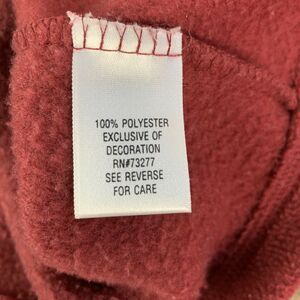 100% POLYESTER
EXCLUSIVE OF
DECORATION
RN#73277
SEE REVERSE
FOR CARE